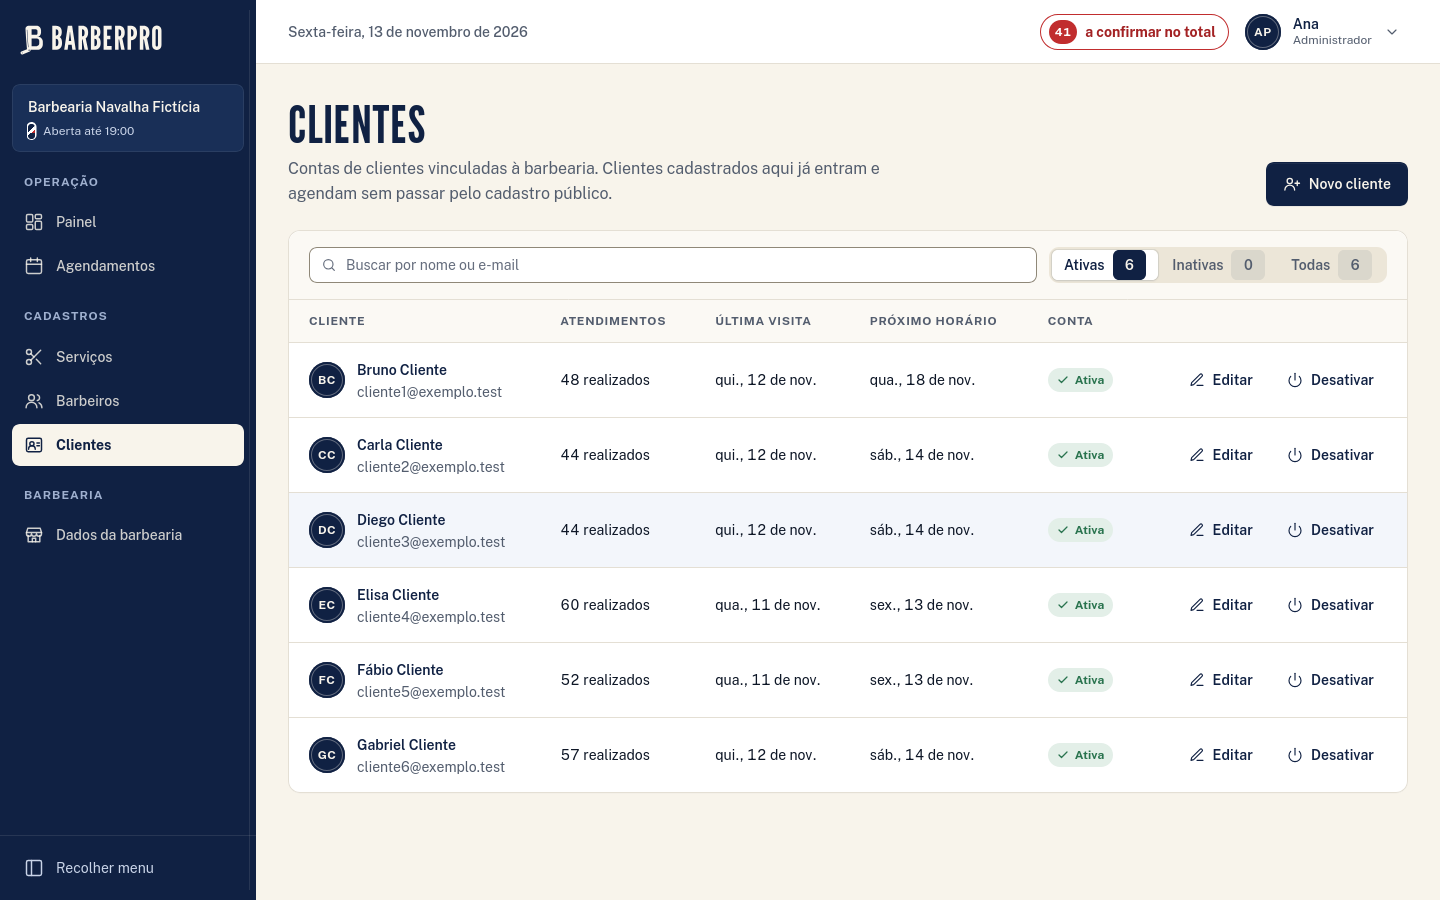 BARBERPRO
Barbearia Navalha Fictícia
Aberta até 19:00
OPERAÇÃO
Painel
Agendamentos
CADASTROS
Serviços
Barbeiros
Clientes
BARBEARIA
Dados da barbearia
Recolher menu
Sexta-feira, 13 de novembro de 2026
41 a confirmar no total
AP
Ana
Administrador
CLIENTES
Contas de clientes vinculadas à barbearia. Clientes cadastrados aqui já entram e
agendam sem passar pelo cadastro público.
Novo cliente
Buscar por nome ou e-mail
Ativas 6 Inativas 0 Todas 6
CLIENTE ATENDIMENTOS ÚLTIMA VISITA PRÓXIMO HORÁRIO CONTA
BC Bruno Cliente
cliente1@exemplo.test
48 realizados qui., 12 de nov. qua., 18 de nov. Ativa Editar Desativar
CC Carla Cliente
cliente2@exemplo.test
44 realizados qui., 12 de nov. sáb., 14 de nov. Ativa Editar Desativar
DC Diego Cliente
cliente3@exemplo.test
44 realizados qui., 12 de nov. sáb., 14 de nov. Ativa Editar Desativar
EC Elisa Cliente
cliente4@exemplo.test
60 realizados qua., 11 de nov. sex., 13 de nov. Ativa Editar Desativar
FC Fábio Cliente
cliente5@exemplo.test
52 realizados qua., 11 de nov. sex., 13 de nov. Ativa Editar Desativar
GC Gabriel Cliente
cliente6@exemplo.test
57 realizados qui., 12 de nov. sáb., 14 de nov. Ativa Editar Desativar